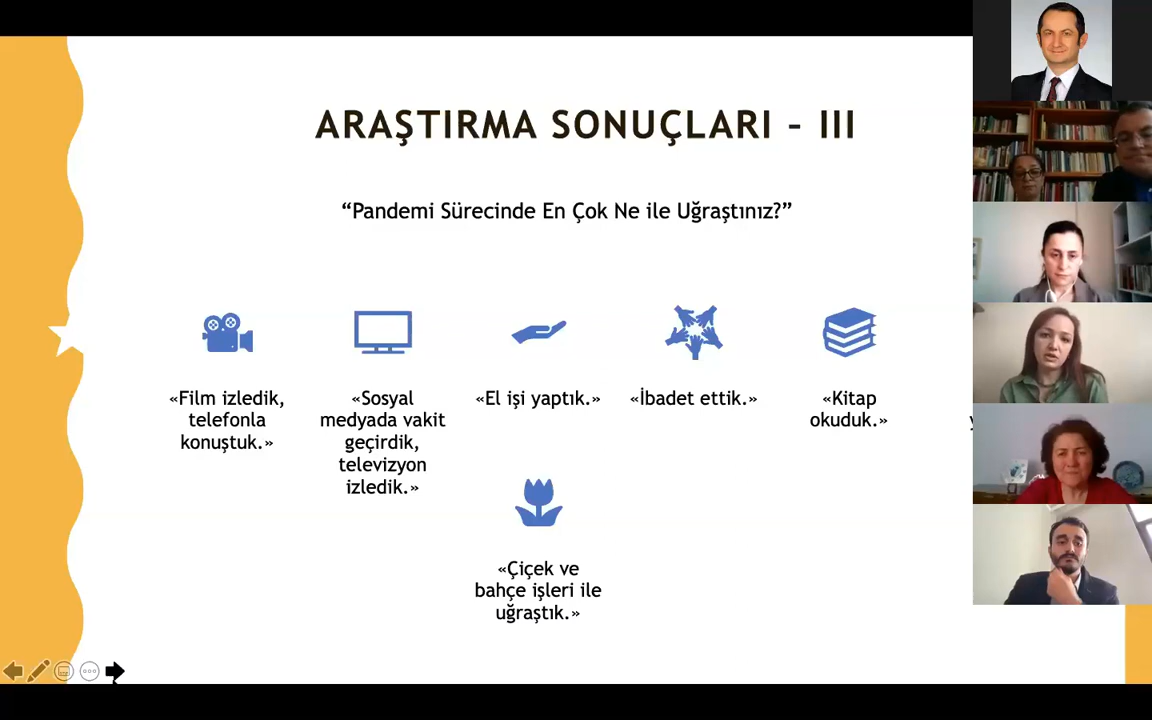 ARAŞTIRMA SONUÇLARI – III
“Pandemi Sürecinde En Çok Ne ile Uğraştınız?”
«Film izledik,
telefonla
konuştuk.»
«Sosyal
medyada vakit
geçirdik,
televizyon
izledik.»
«El işi yaptık.»
«İbadet ettik.»
«Kitap
okuduk.»
«Çiçek ve
bahçe işleri ile
uğraştık.»